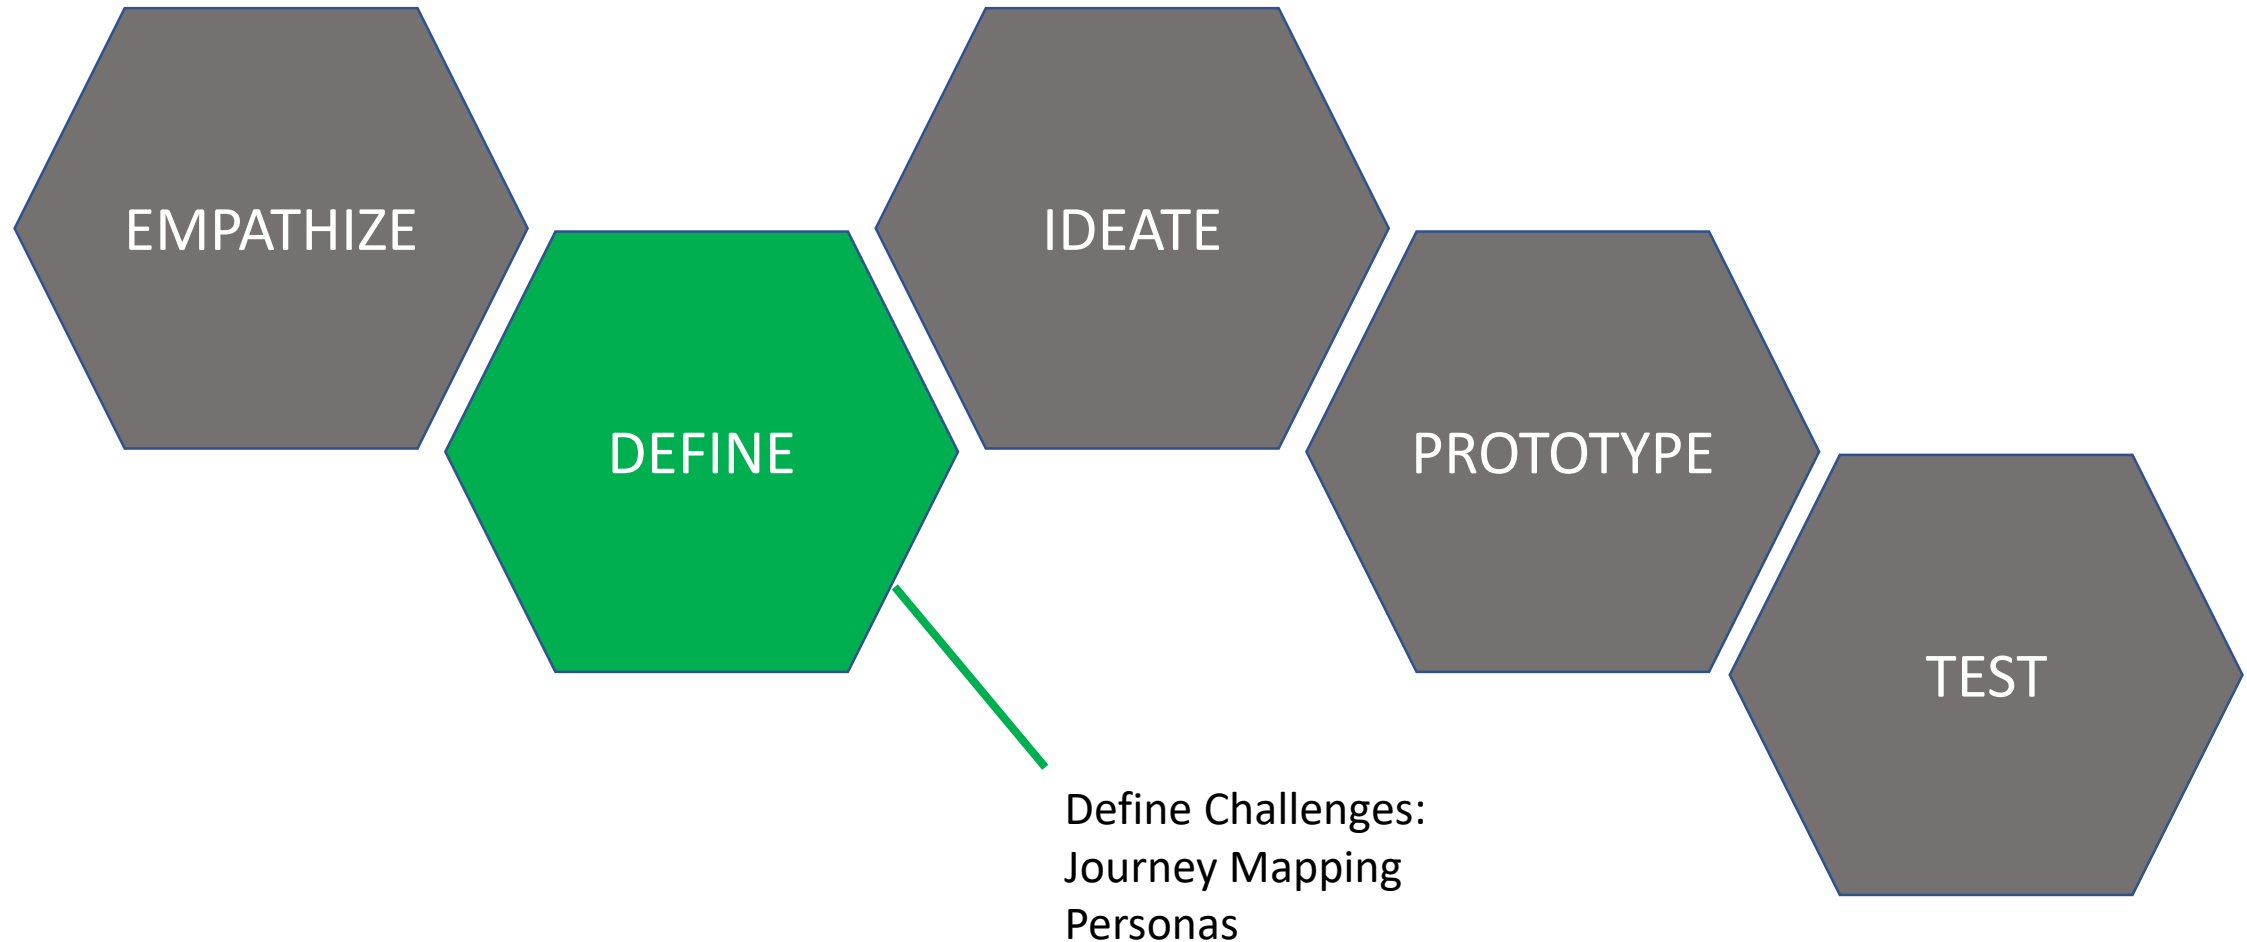 EMPATHIZE
DEFINE
IDEATE
PROTOTYPE
TEST
Define Challenges:
Journey Mapping
Personas